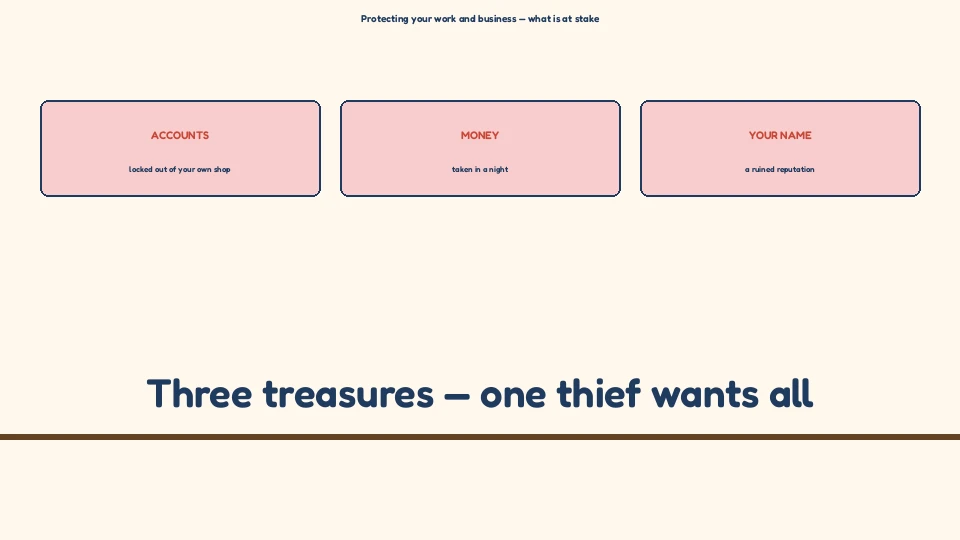 Protecting your work and business — what is at stake
ACCOUNTS
locked out of your own shop
MONEY
taken in a night
YOUR NAME
a ruined reputation
Three treasures — one thief wants all